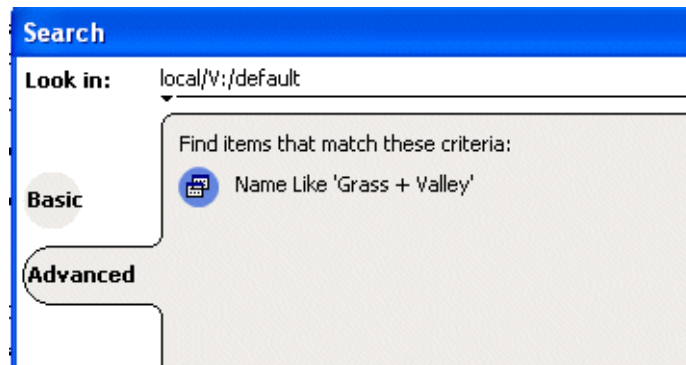 Search
Look in: local/V:/default
Find items that match these criteria:
Name Like 'Grass + Valley'
Basic
Advanced